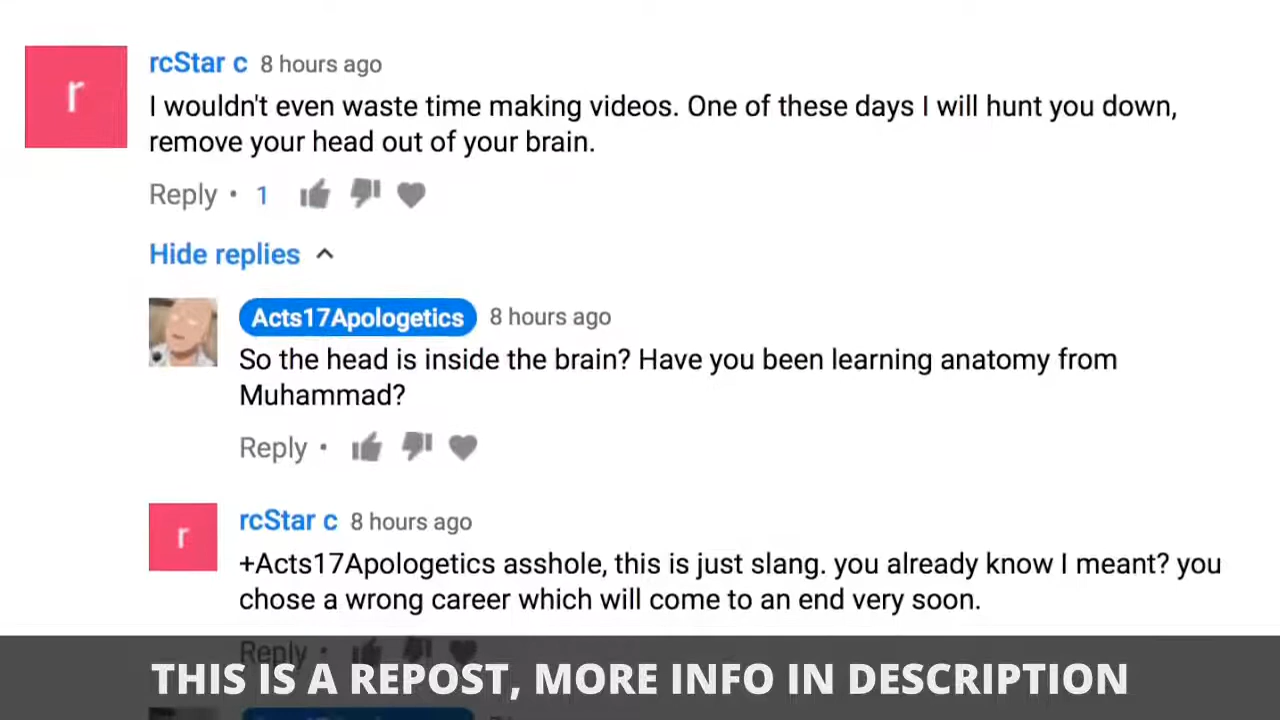 r
rcStar c 8 hours ago
I wouldn't even waste time making videos. One of these days I will hunt you down,
remove your head out of your brain.
Reply • 1
Hide replies
Acts17Apologetics 8 hours ago
So the head is inside the brain? Have you been learning anatomy from
Muhammad?
Reply •
r
rcStar c 8 hours ago
+Acts17Apologetics asshole, this is just slang. you already know I meant? you
chose a wrong career which will come to an end very soon.
Reply •
THIS IS A REPOST, MORE INFO IN DESCRIPTION